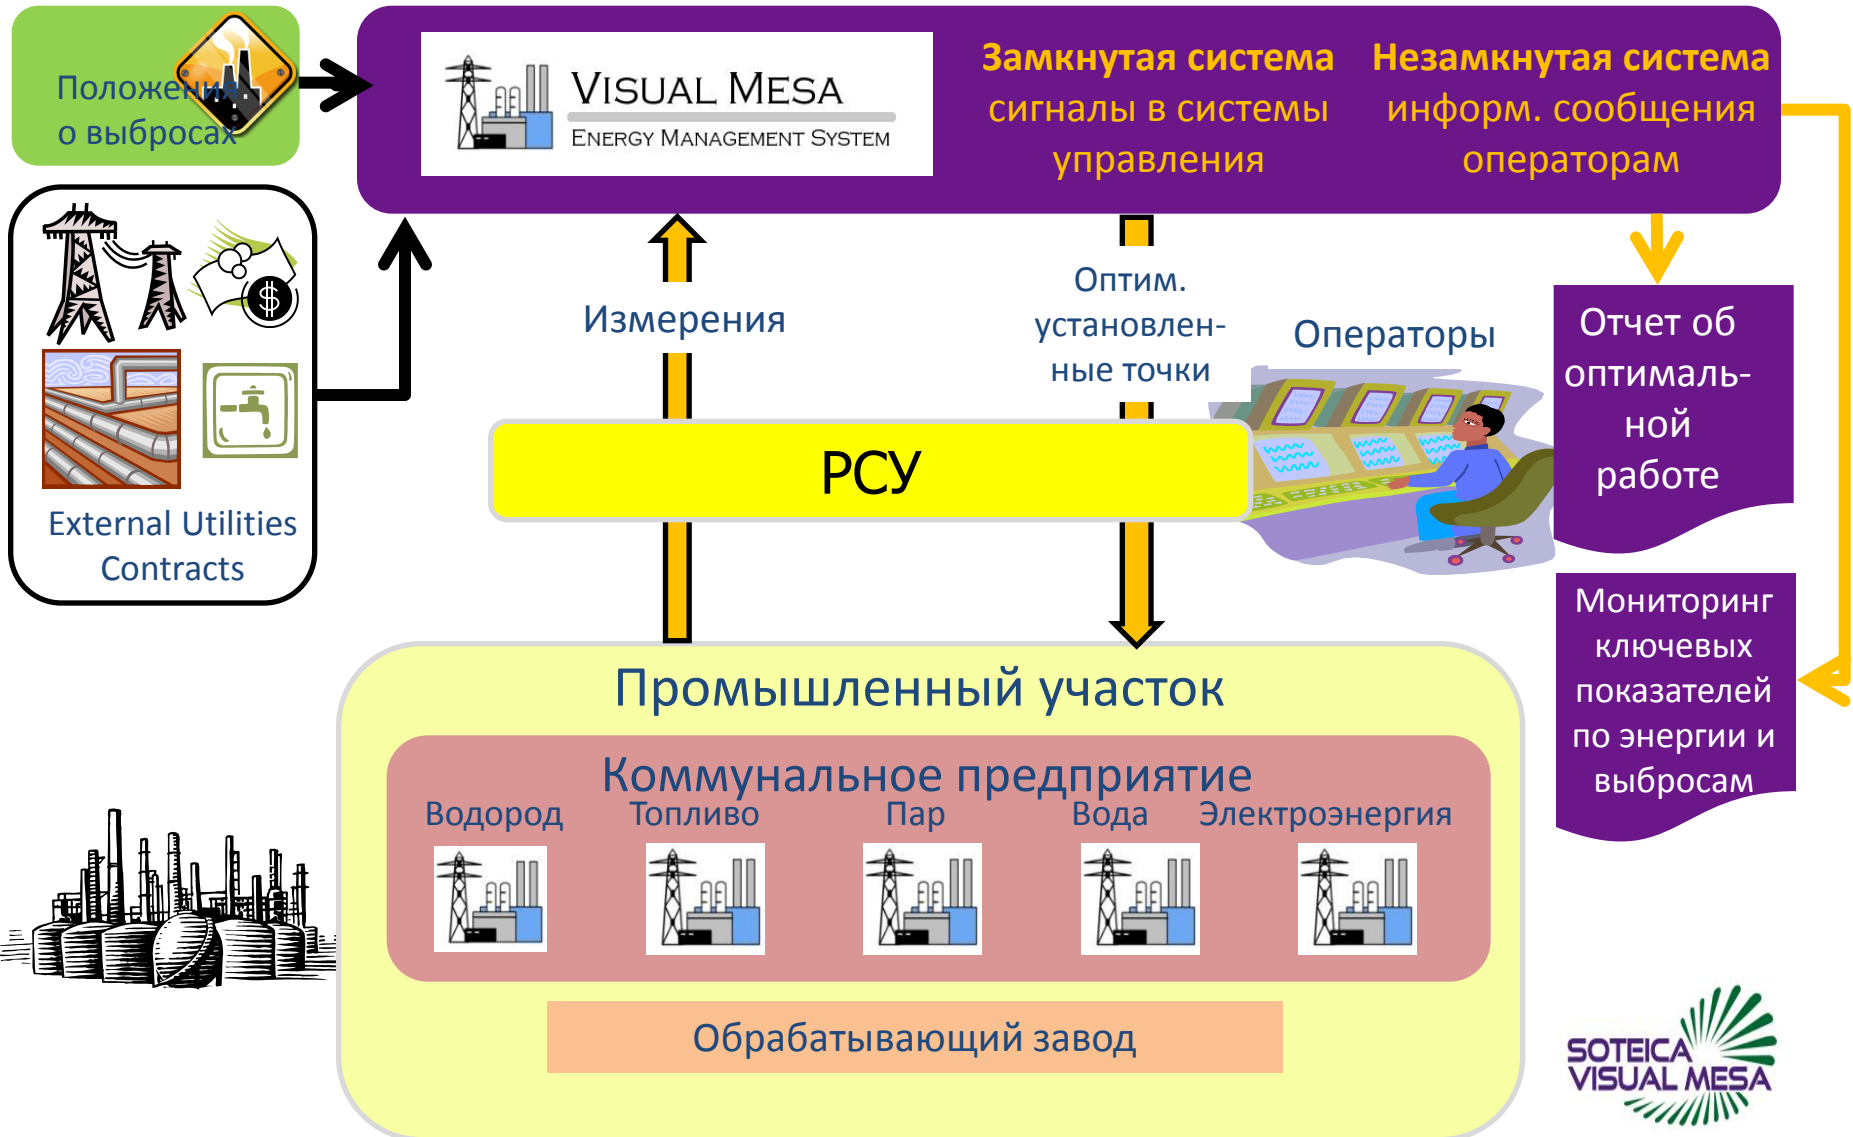 Положения
о выбросах
VISUAL MESA
ENERGY MANAGEMENT SYSTEM
Замкнутая система
сигналы в системы
управления
Незамкнутая система
информ. сообщения
операторам
External Utilities
Contracts
Измерения
Оптим.
установлен-
ные точки
Операторы
Отчет об
оптималь-
ной
работе
РСУ
Мониторинг
ключевых
показателей
по энергии и
выбросам
Промышленный участок
Коммунальное предприятие
Водород
Топливо
Пар
Вода
Электроэнергия
Обрабатывающий завод
SOTEICA
VISUAL MESA